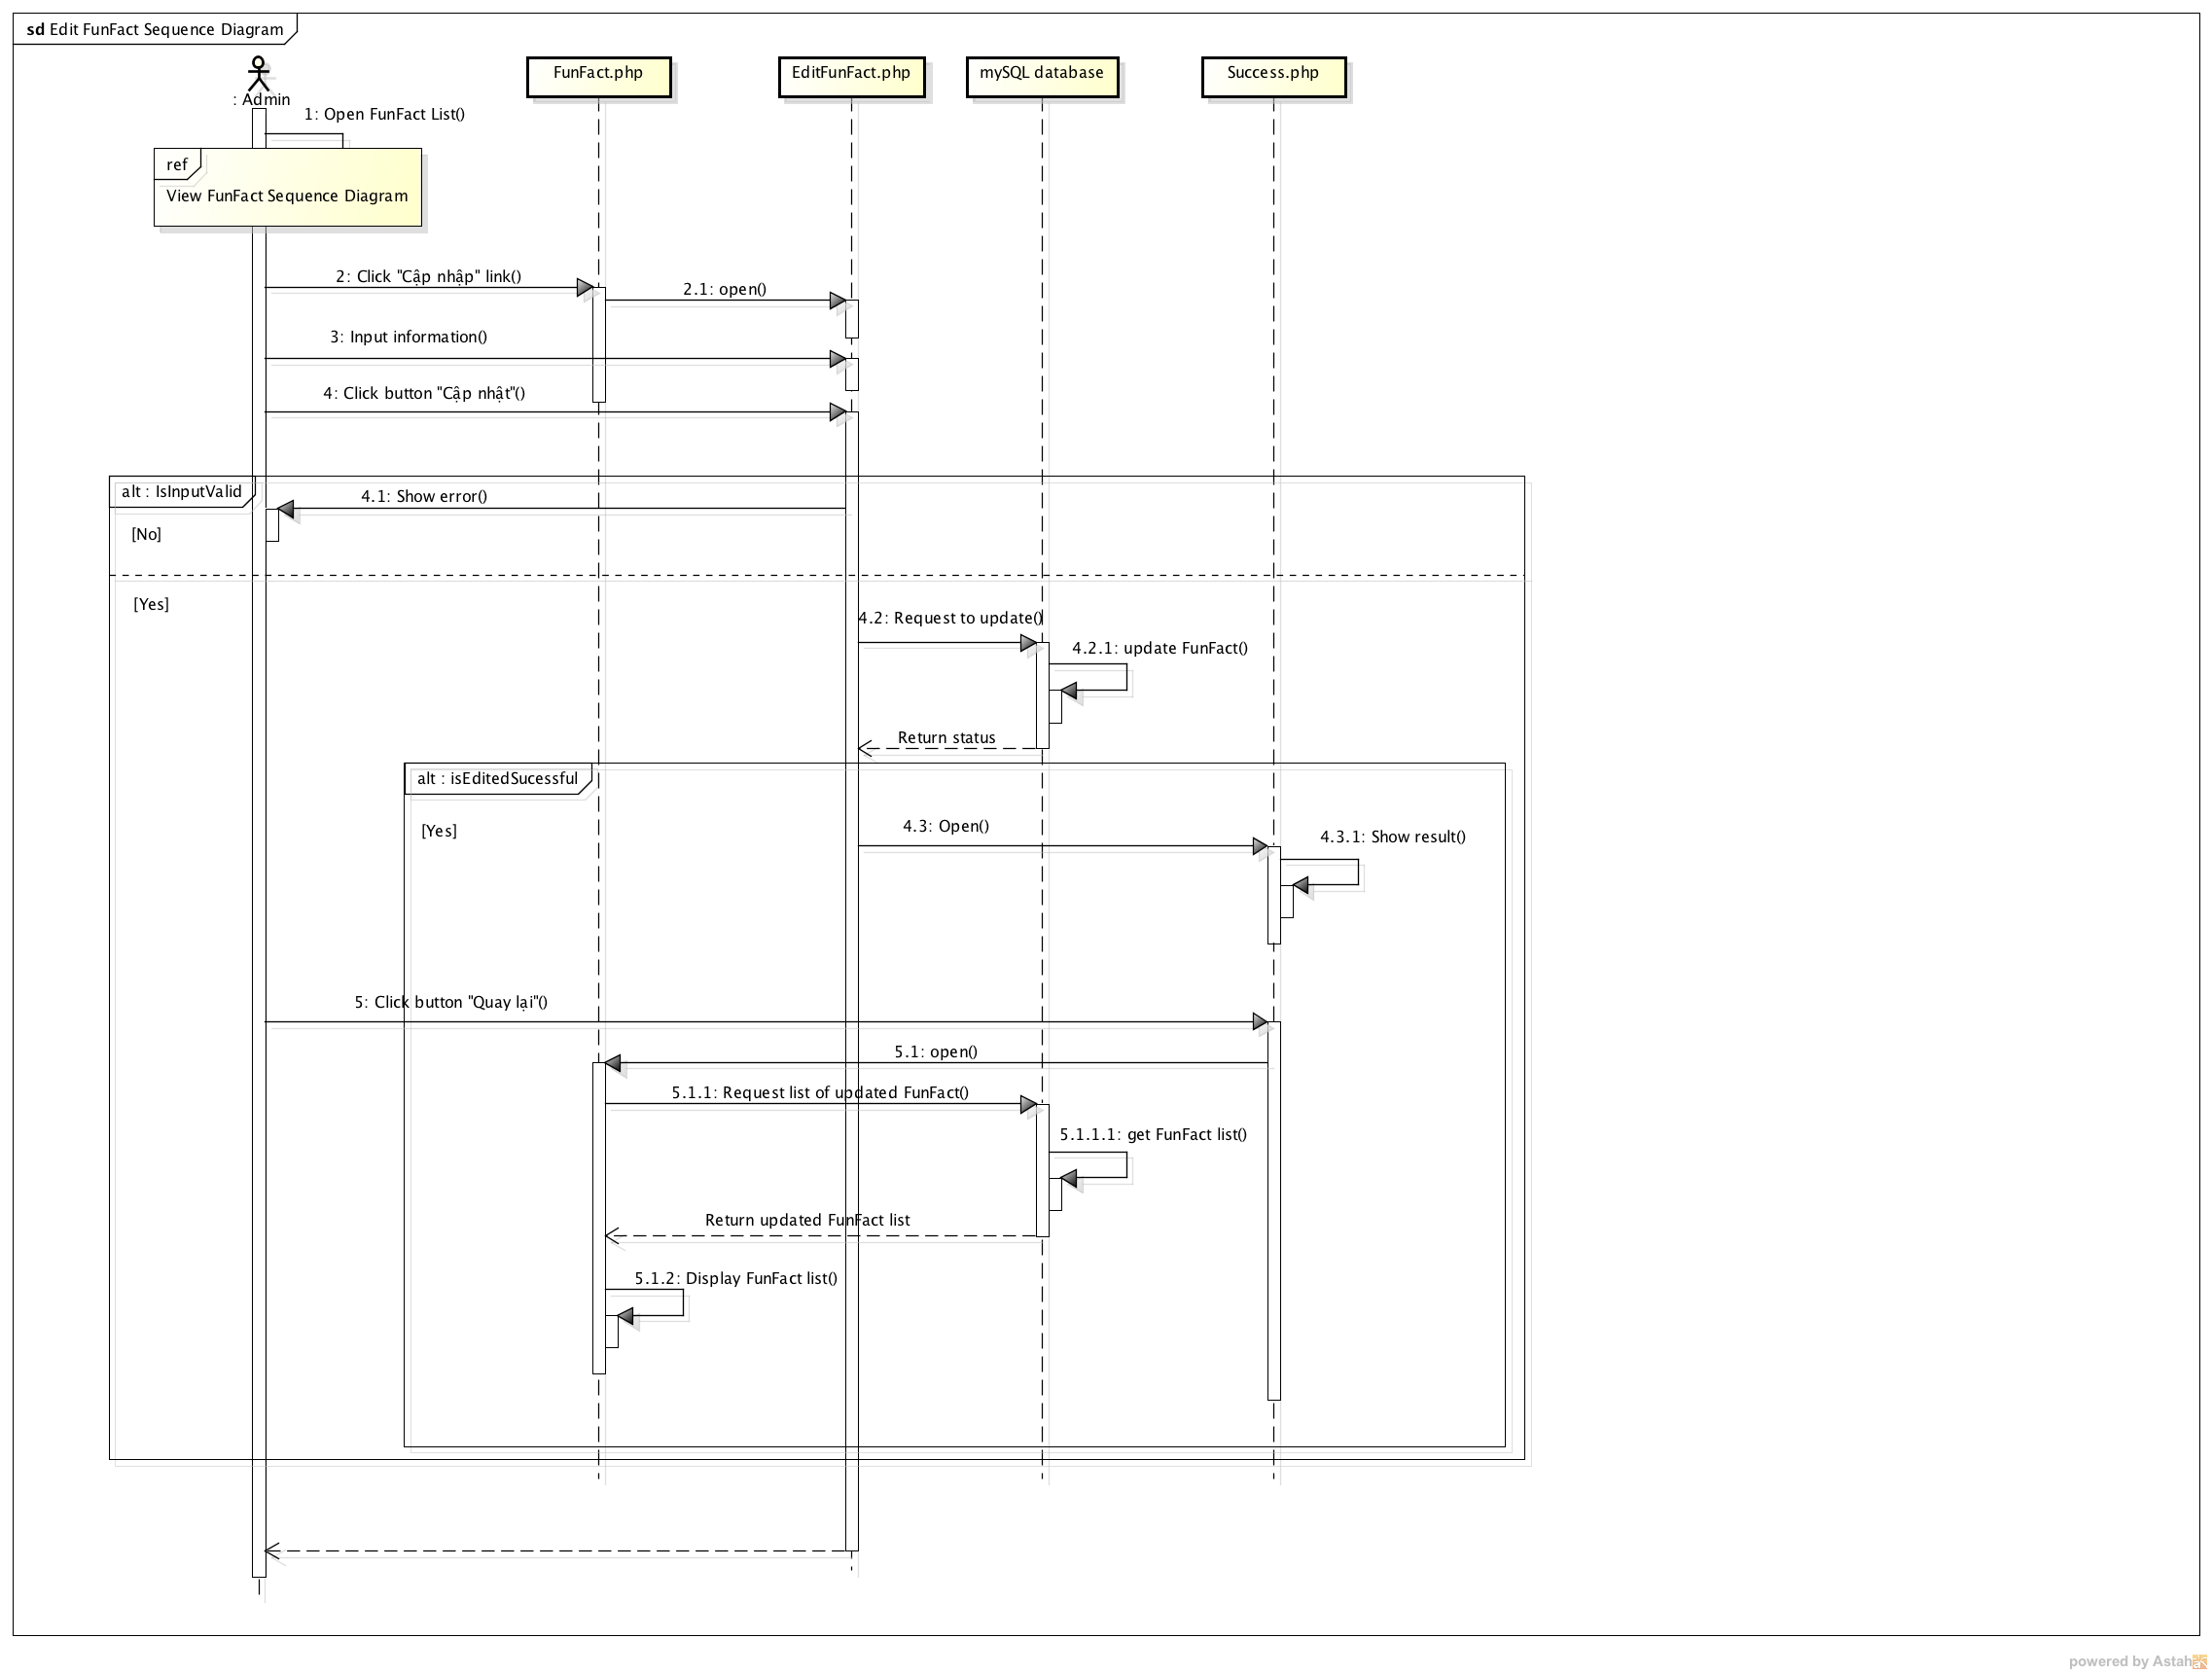 sd Edit FunFact Sequence Diagram
: Admin
FunFact.php
EditFunFact.php
mySQL database
Success.php
1: Open FunFact List()
ref
View FunFact Sequence Diagram
2: Click "Cập nhập" link()
2.1: open()
3: Input information()
4: Click button "Cập nhật"()
alt : IsInputValid
4.1: Show error()
[No]
[Yes]
4.2: Request to update()
4.2.1: update FunFact()
Return status
alt : isEditedSucessful
[Yes]
4.3: Open()
4.3.1: Show result()
5: Click button "Quay lại"()
5.1: open()
5.1.1: Request list of updated FunFact()
5.1.1.1: get FunFact list()
Return updated FunFact list
5.1.2: Display FunFact list()
powered by Astah